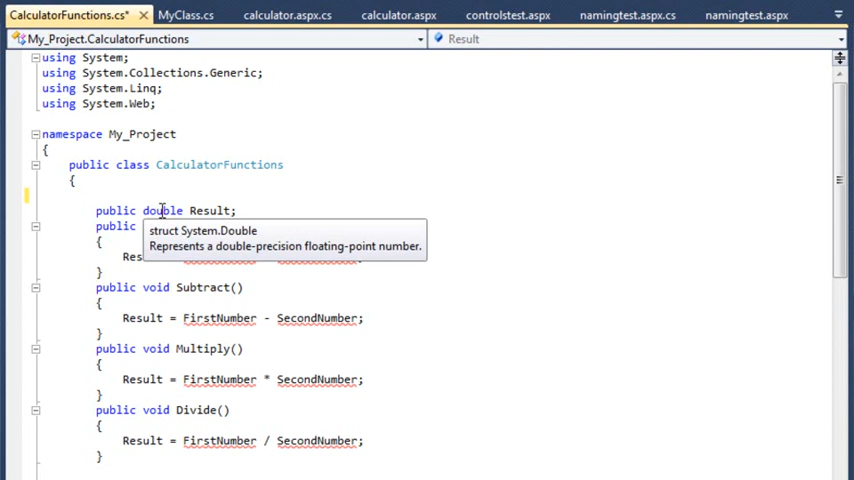 CalculatorFunctions.cs* MyClass.cs calculator.aspx.cs calculator.aspx controlstest.aspx namingtest.aspx.cs namingtest.aspx
My_Project.CalculatorFunctions Result
using System;
using System.Collections.Generic;
using System.Linq;
using System.Web;
namespace My_Project
{
public class CalculatorFunctions
{
public double Result;
public
struct System.Double
Represents a double-precision floating-point number.
{
Res
}
public void Subtract()
{
Result = FirstNumber - SecondNumber;
}
public void Multiply()
{
Result = FirstNumber * SecondNumber;
}
public void Divide()
{
Result = FirstNumber / SecondNumber;
}